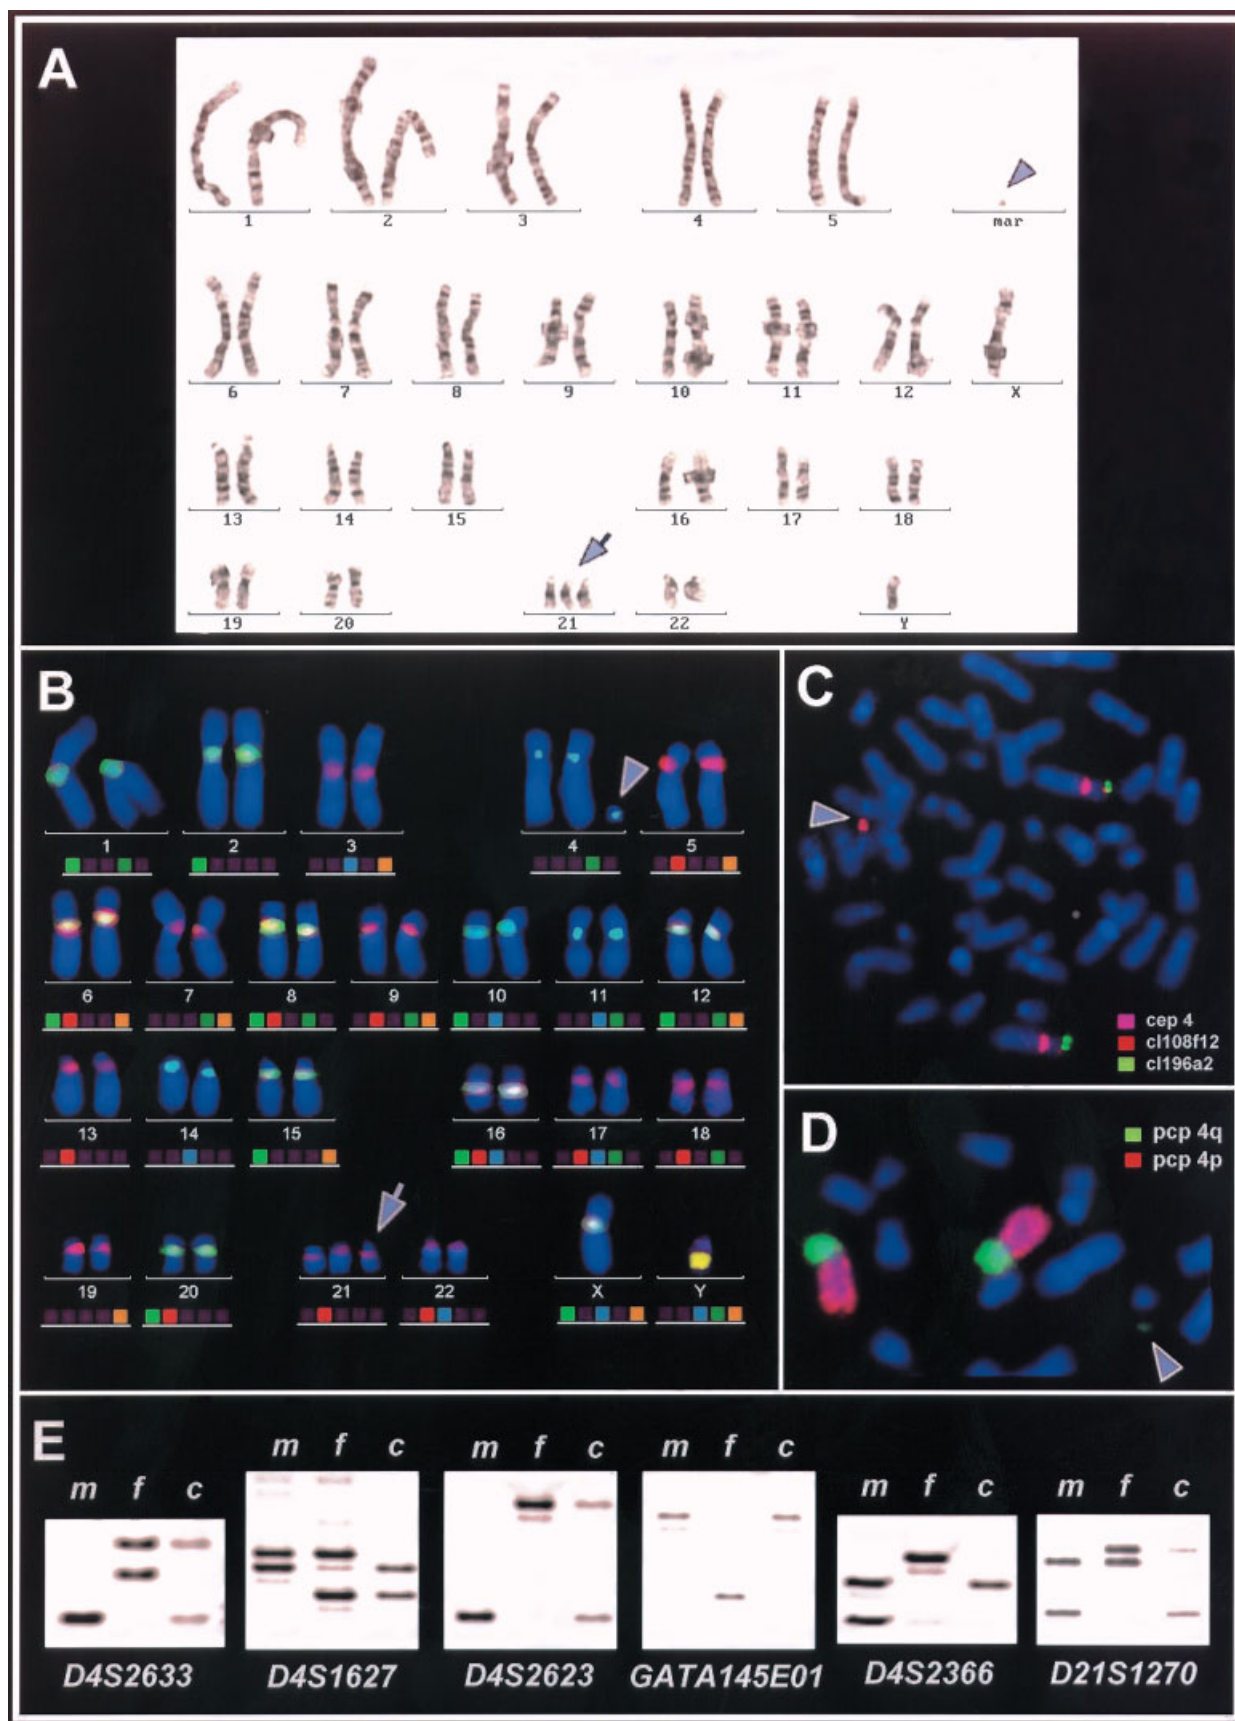 A
1 2 3 4 5 mar
6 7 8 9 10 11 12 X
13 14 15 16 17 18
19 20 21 22 Y
B
1 2 3 4 5
6 7 8 9 10 11 12
13 14 15 16 17 18
19 20 21 22 X Y
C
cep 4
cl108f12
cl196a2
D
pcp 4q
pcp 4p
E
m f c
m f c
m f c
m f c
m f c
m f c
D4S2633 D4S1627 D4S2623 GATA145E01 D4S2366 D21S1270